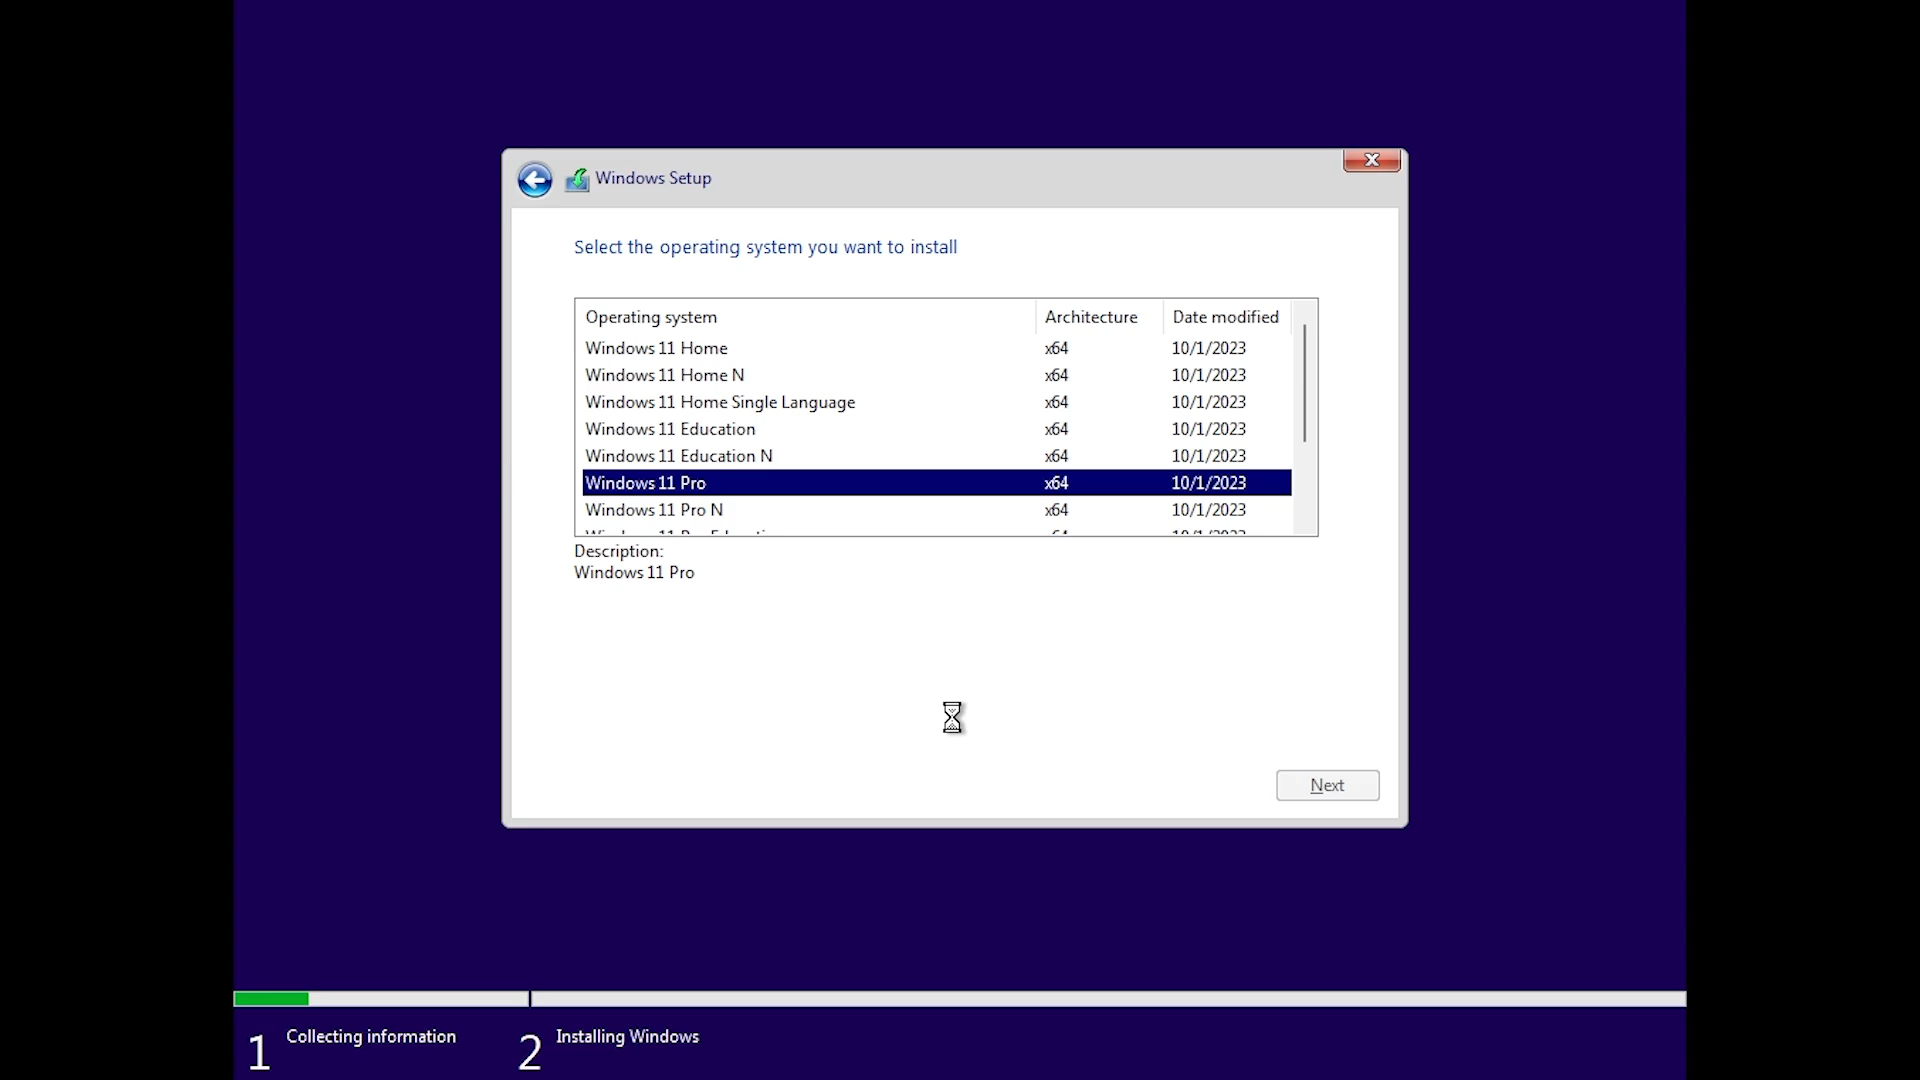 Windows Setup
Select the operating system you want to install
Operating system Architecture Date modified
Windows 11 Home x64 10/1/2023
Windows 11 Home N x64 10/1/2023
Windows 11 Home Single Language x64 10/1/2023
Windows 11 Education x64 10/1/2023
Windows 11 Education N x64 10/1/2023
Windows 11 Pro x64 10/1/2023
Windows 11 Pro N x64 10/1/2023
Description:
Windows 11 Pro
Next
1 Collecting information 2 Installing Windows